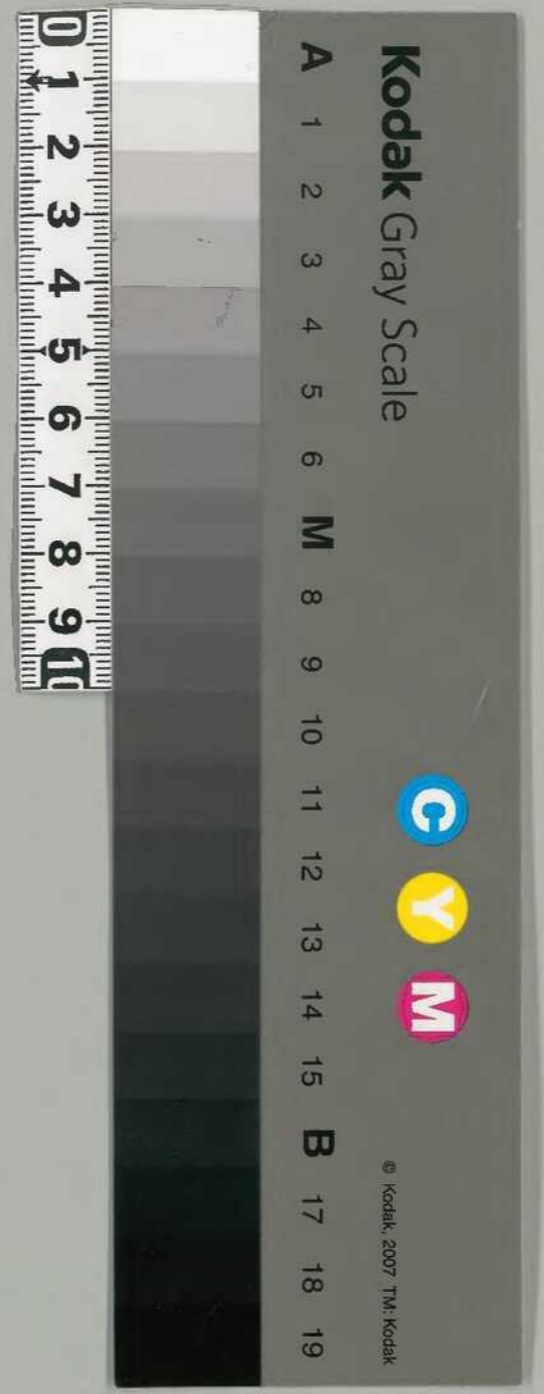 Kodak Gray Scale
C Y M
© Kodak, 2007 TM: Kodak
A 1 2 3 4 5 6 M 8 9 10 11 12 13 14 15 B 17 18 19
0 1 2 3 4 5 6 7 8 9 10